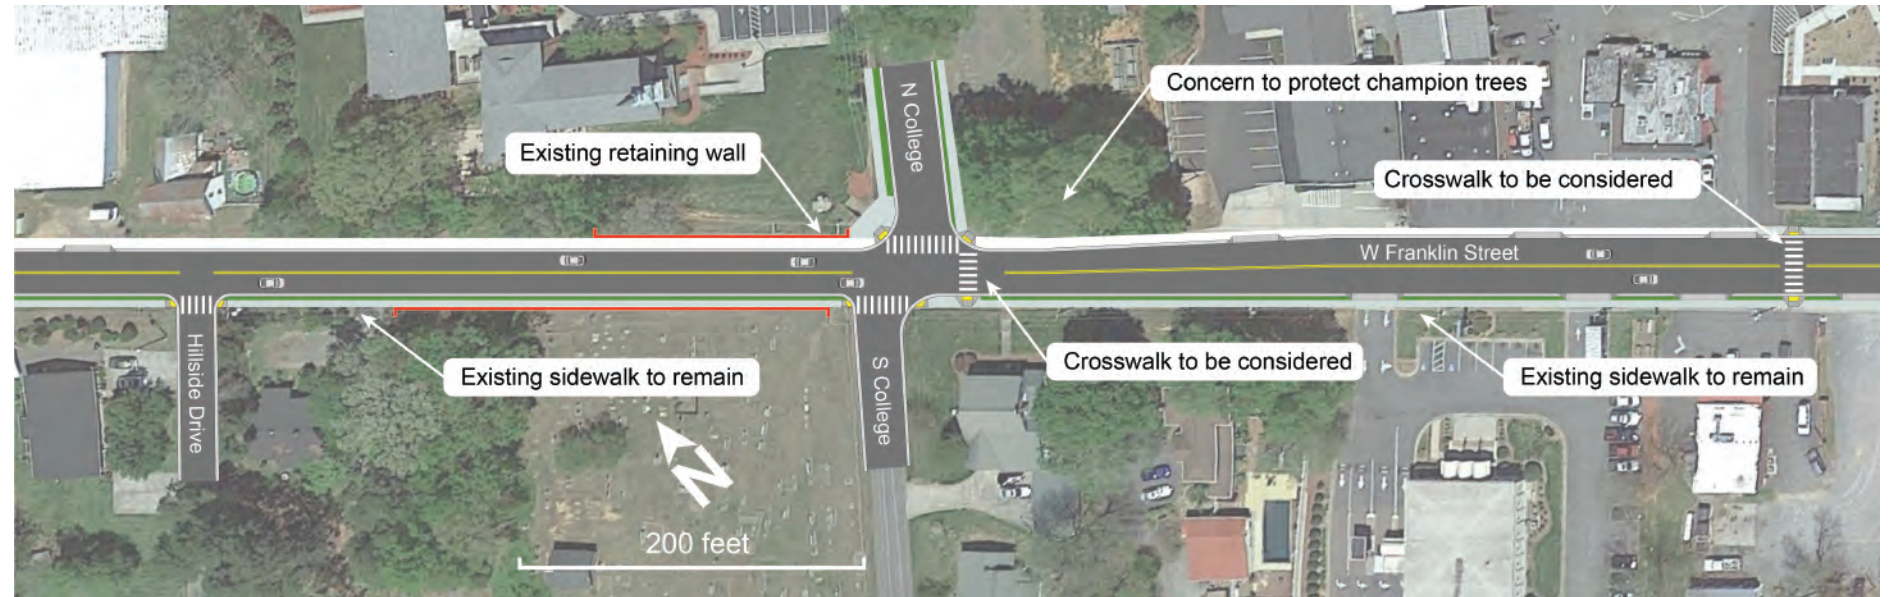 Concern to protect champion trees
N College
Existing retaining wall
Crosswalk to be considered
W Franklin Street
Hillside Drive
Existing sidewalk to remain
S College
Crosswalk to be considered
Existing sidewalk to remain
N
200 feet